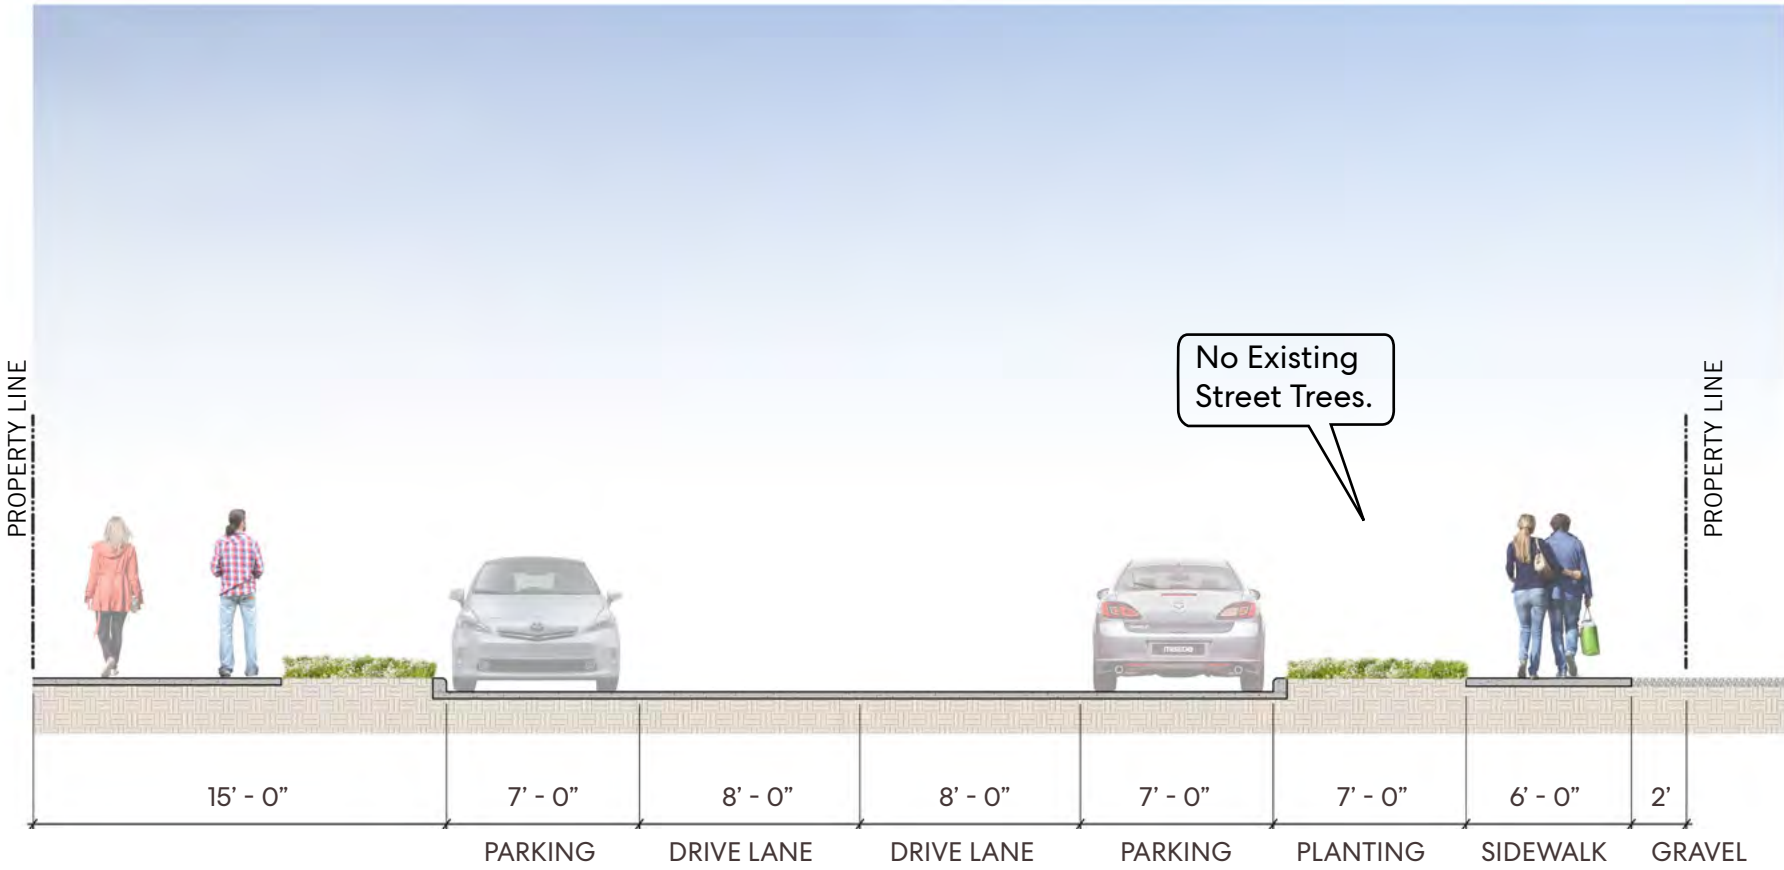 No Existing
Street Trees.
PROPERTY LINE
PROPERTY LINE
mazda
15’ - 0”
7’ - 0”
8’ - 0”
8’ - 0”
7’ - 0”
7’ - 0”
6’ - 0”
2’
PARKING
DRIVE LANE
DRIVE LANE
PARKING
PLANTING
SIDEWALK
GRAVEL